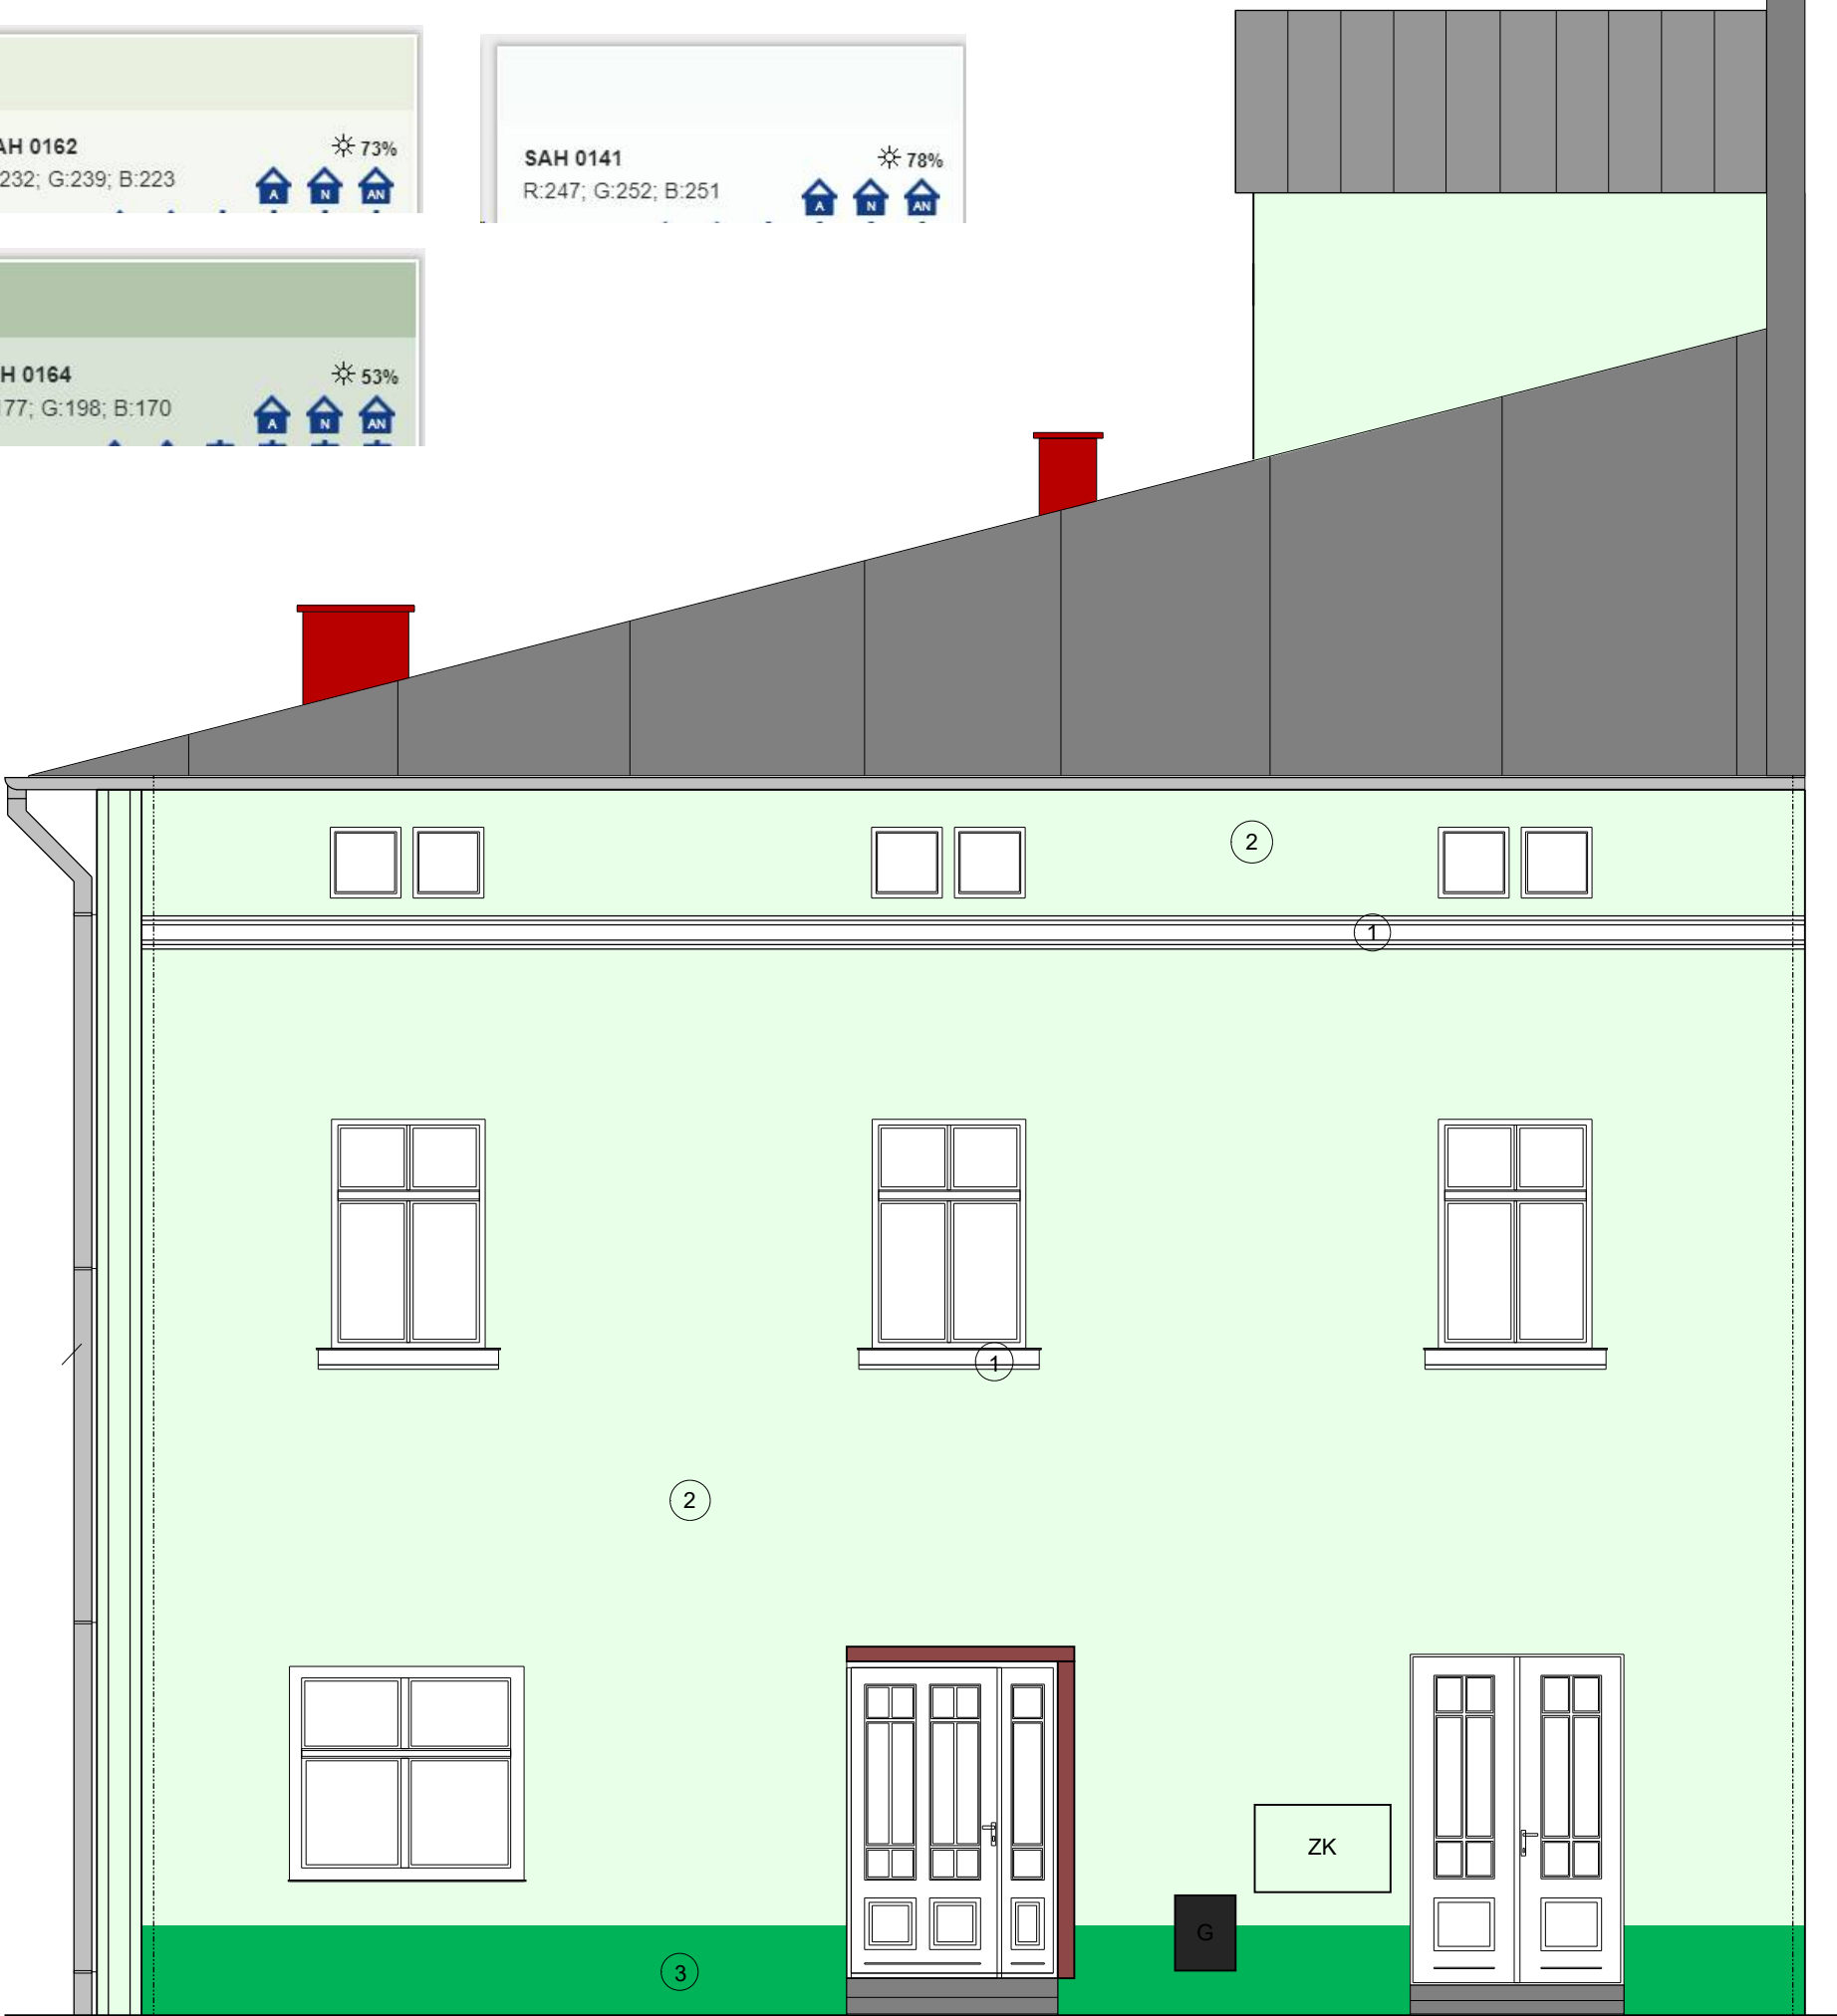 AH 0162
73%
232; G:239; B:223
A N AN
SAH 0141
78%
R:247; G:252; B:251
A N AN
H 0164
53%
177; G:198; B:170
A N AN
2
1
1
2
ZK
G
3